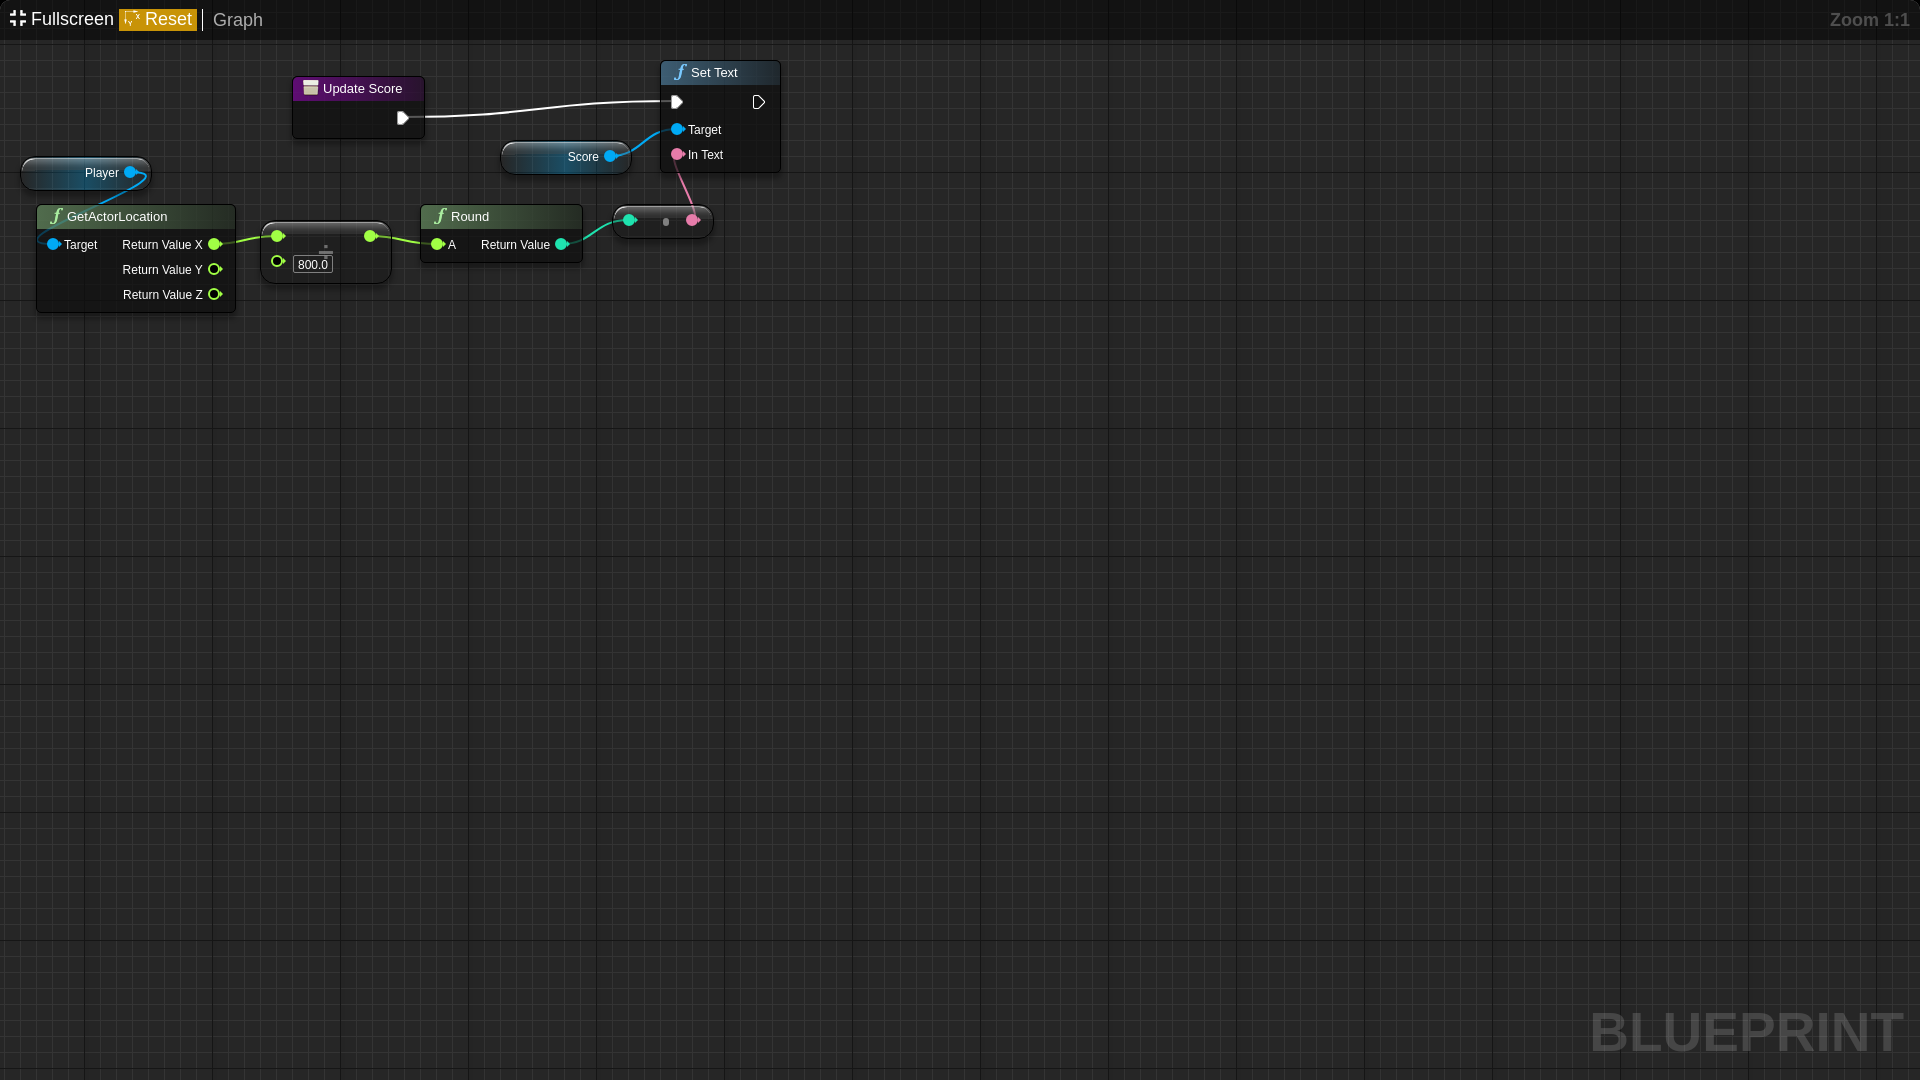 Fullscreen Reset Graph Zoom 1:1
Update Score
Set Text
Target
In Text
Score
Player
GetActorLocation
Target Return Value X
Return Value Y
Return Value Z
÷
800.0
Round
A Return Value
BLUEPRINT